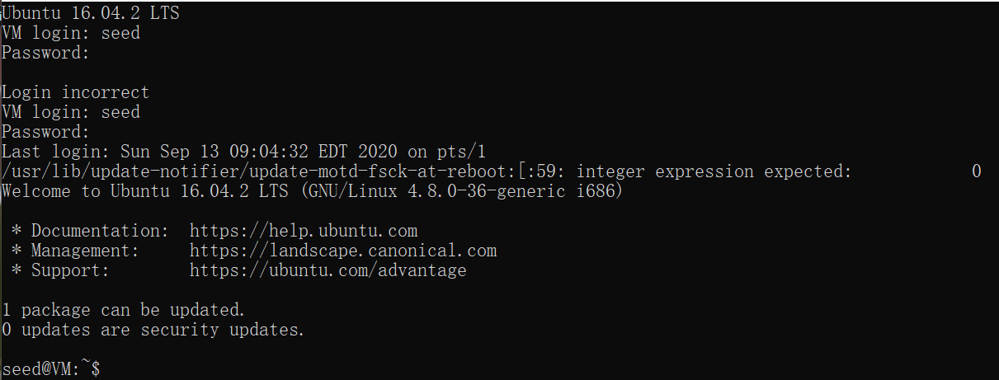 Ubuntu 16.04.2 LTS
VM login: seed
Password:
Login incorrect
VM login: seed
Password:
Last login: Sun Sep 13 09:04:32 EDT 2020 on pts/1
/usr/lib/update-notifier/update-motd-fsck-at-reboot:[:59: integer expression expected:            0
Welcome to Ubuntu 16.04.2 LTS (GNU/Linux 4.8.0-36-generic i686)
 * Documentation:  https://help.ubuntu.com
 * Management:     https://landscape.canonical.com
 * Support:        https://ubuntu.com/advantage
1 package can be updated.
0 updates are security updates.
seed@VM:~$